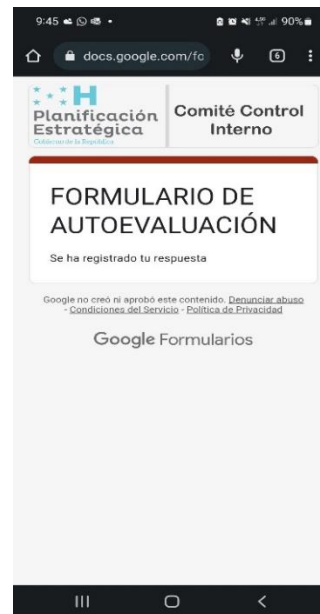 9:45
90%
docs.google.com/fo
6
H
Planificación
Estratégica
Gobierno de la República
Comité Control
Interno
FORMULARIO DE
AUTOEVALUACIÓN
Se ha registrado tu respuesta
Google no creó ni aprobó este contenido. Denunciar abuso
- Condiciones del Servicio - Política de Privacidad
Google Formularios